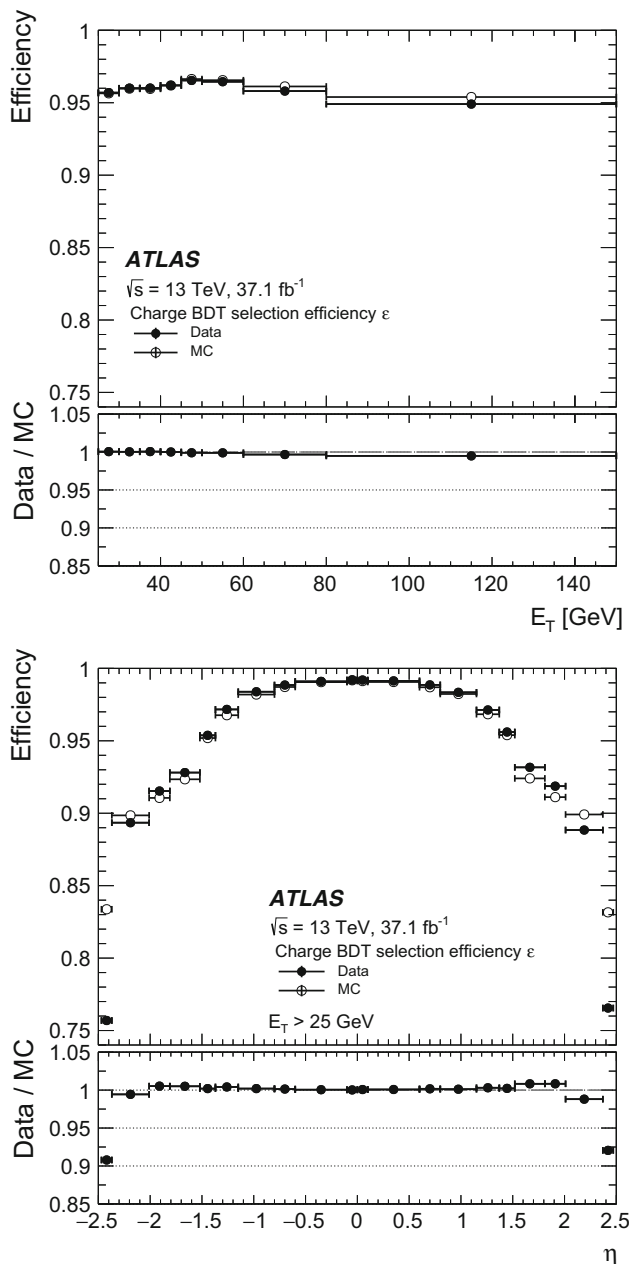 Efficiency
1
0.95
0.9
0.85
0.8
0.75
ATLAS
√s = 13 TeV, 37.1 fb⁻¹
Charge BDT selection efficiency ε
Data
MC
Data / MC
1.05
1
0.95
0.9
0.85
40 60 80 100 120 140
E_T [GeV]
Efficiency
1
0.95
0.9
0.85
0.8
0.75
ATLAS
√s = 13 TeV, 37.1 fb⁻¹
Charge BDT selection efficiency ε
Data
MC
E_T > 25 GeV
Data / MC
1.05
1
0.95
0.9
0.85
−2.5 −2 −1.5 −1 −0.5 0 0.5 1 1.5 2 2.5
η